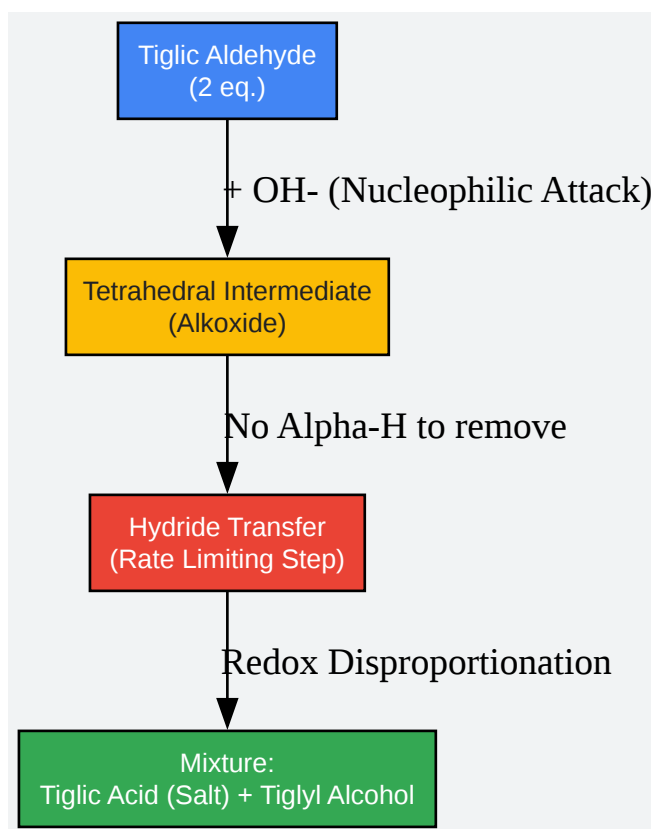 Tiglic Aldehyde
(2 eq.)
+ OH- (Nucleophilic Attack)
Tetrahedral Intermediate
(Alkoxide)
No Alpha-H to remove
Hydride Transfer
(Rate Limiting Step)
Redox Disproportionation
Mixture:
Tiglic Acid (Salt) + Tiglyl Alcohol